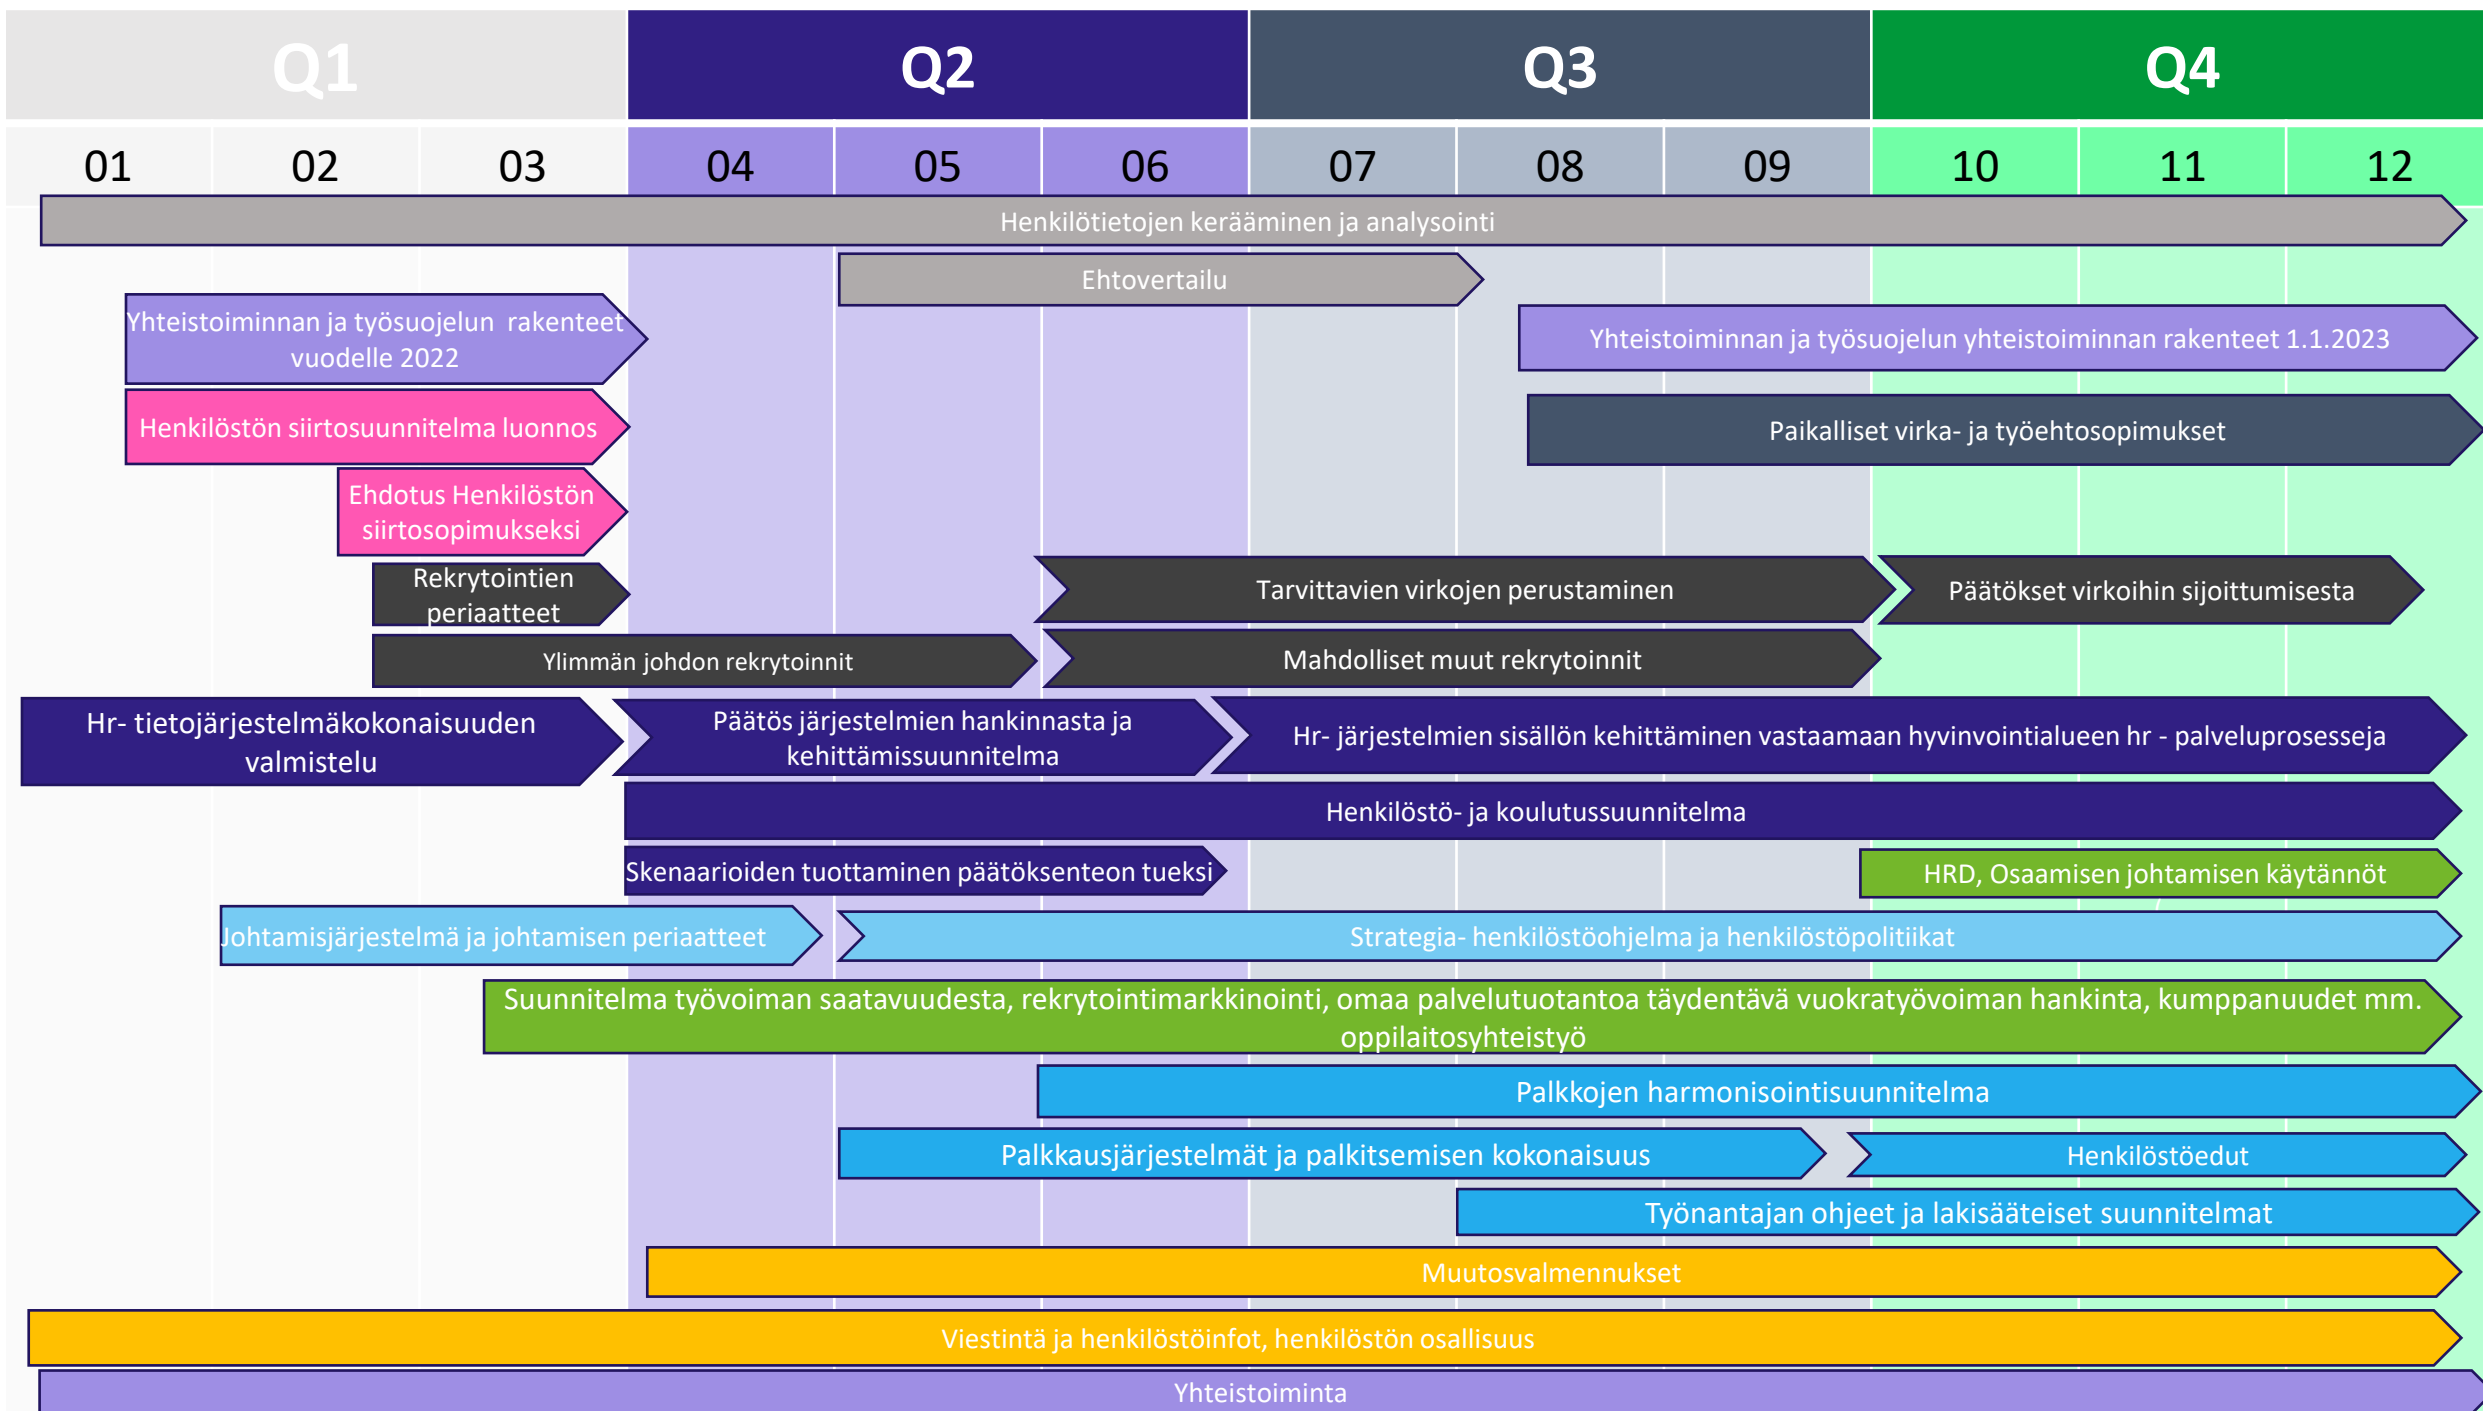 Q1 Q2 Q3 Q4
01 02 03 04 05 06 07 08 09 10 11 12
Henkilötietojen kerääminen ja analysointi
Ehtovertailu
Yhteistoiminnan ja työsuojelun  rakenteet
vuodelle 2022
Yhteistoiminnan ja työsuojelun yhteistoiminnan rakenteet 1.1.2023
Henkilöstön siirtosuunnitelma luonnos
Paikalliset virka- ja työehtosopimukset
Ehdotus Henkilöstön
siirtosopimukseksi
Rekrytointien
periaatteet
Tarvittavien virkojen perustaminen
Päätökset virkoihin sijoittumisesta
Ylimmän johdon rekrytoinnit
Mahdolliset muut rekrytoinnit
Hr- tietojärjestelmäkokonaisuuden
valmistelu
Päätös järjestelmien hankinnasta ja
kehittämissuunnitelma
Hr- järjestelmien sisällön kehittäminen vastaamaan hyvinvointialueen hr - palveluprosesseja
Henkilöstö- ja koulutussuunnitelma
Skenaarioiden tuottaminen päätöksenteon tueksi
HRD, Osaamisen johtamisen käytännöt
Johtamisjärjestelmä ja johtamisen periaatteet
Strategia- henkilöstöohjelma ja henkilöstöpolitiikat
Suunnitelma työvoiman saatavuudesta, rekrytointimarkkinointi, omaa palvelutuotantoa täydentävä vuokratyövoiman hankinta, kumppanuudet mm.
oppilaitosyhteistyö
Palkkojen harmonisointisuunnitelma
Palkkausjärjestelmät ja palkitsemisen kokonaisuus
Henkilöstöedut
Työnantajan ohjeet ja lakisääteiset suunnitelmat
Muutosvalmennukset
Viestintä ja henkilöstöinfot, henkilöstön osallisuus
Yhteistoiminta